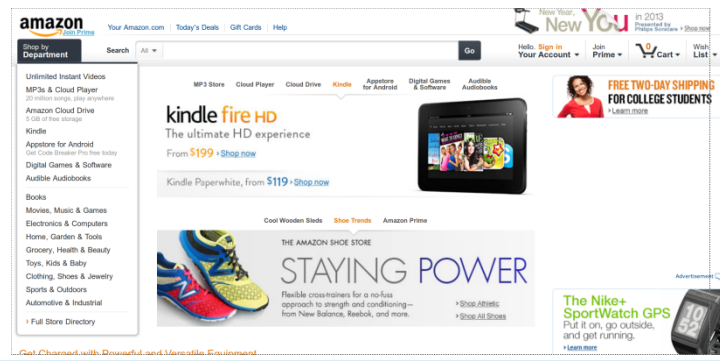 amazon
Join Prime
Your Amazon.com
Today's Deals
Gift Cards
Help
New Year,
New You
in 2013
Presented by
Philips Sonicare
Shop now
Shop by
Department
Search
All
Go
Hello. Sign in
Your Account
Join
Prime
0
Cart
Wish
List
Unlimited Instant Videos
MP3s & Cloud Player
20 million songs, play anywhere
Amazon Cloud Drive
5 GB of free storage
Kindle
Appstore for Android
Get Code Breaker Pro free today
Digital Games & Software
Audible Audiobooks
Books
Movies, Music & Games
Electronics & Computers
Home, Garden & Tools
Grocery, Health & Beauty
Toys, Kids & Baby
Clothing, Shoes & Jewelry
Sports & Outdoors
Automotive & Industrial
Full Store Directory
MP3 Store
Cloud Player
Cloud Drive
Kindle
Appstore
for Android
Digital Games
& Software
Audible
Audiobooks
kindle fire HD
The ultimate HD experience
From $199 Shop now
Kindle Paperwhite, from $119 Shop now
FREE TWO-DAY SHIPPING
FOR COLLEGE STUDENTS
Learn more
Cool Wooden Sleds
Shoe Trends
Amazon Prime
THE AMAZON SHOE STORE
STAYING POWER
Flexible cross-trainers for a no-fuss
approach to strength and conditioning—
from New Balance, Reebok, and more.
Shop Athletic
Shop All Shoes
Advertisement
The Nike+
SportWatch GPS
Put it on, go outside,
and get going.
Learn more
10
52
Get Charged with Powerful and Versatile Equipment